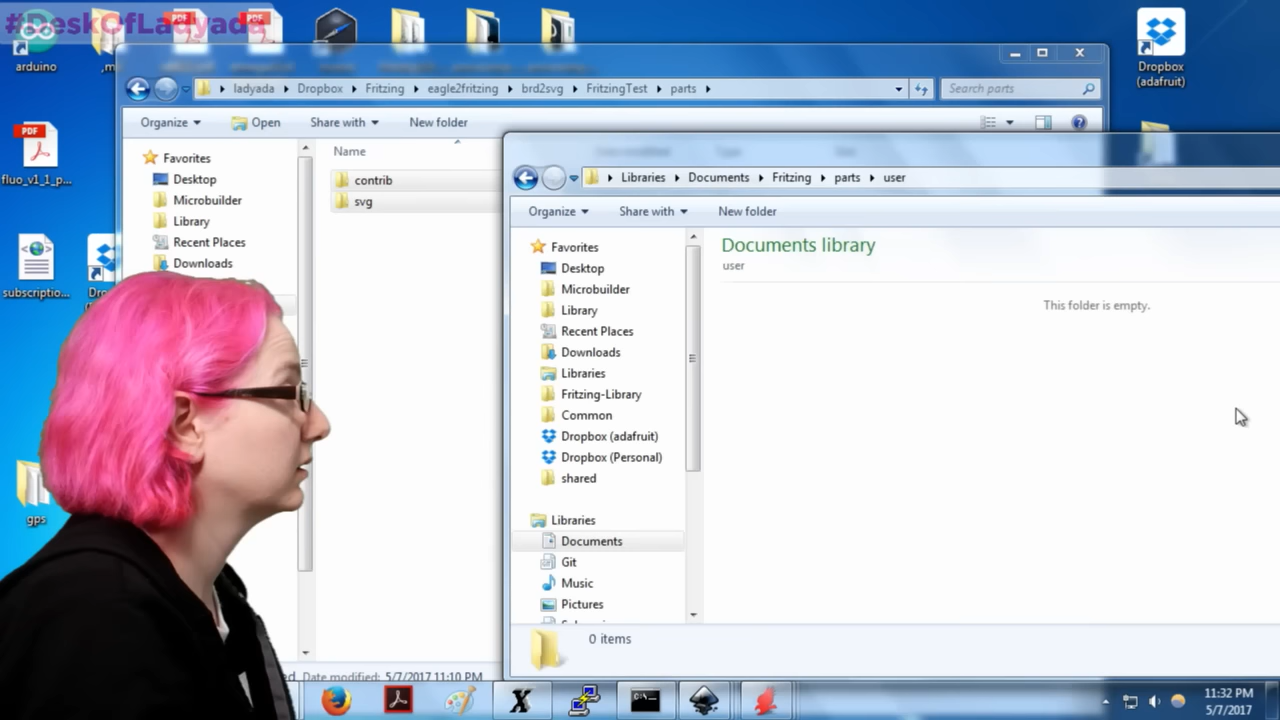 #DeskOfLadyada
arduino
Dropbox
(adafruit)
PDF
fluo_v1_1_p...
subscriptio...
gps
ladyada
Dropbox
Fritzing
eagle2fritzing
brd2svg
FritzingTest
parts
Search parts
Organize
Open
Share with
New folder
Favorites
Desktop
Microbuilder
Library
Recent Places
Downloads
Name
contrib
svg
Date modified: 5/7/2017 11:10 PM
Libraries
Documents
Fritzing
parts
user
Organize
Share with
New folder
Favorites
Desktop
Microbuilder
Library
Recent Places
Downloads
Libraries
Fritzing-Library
Common
Dropbox (adafruit)
Dropbox (Personal)
shared
Libraries
Documents
Git
Music
Pictures
Documents library
user
This folder is empty.
0 items
11:32 PM
5/7/2017